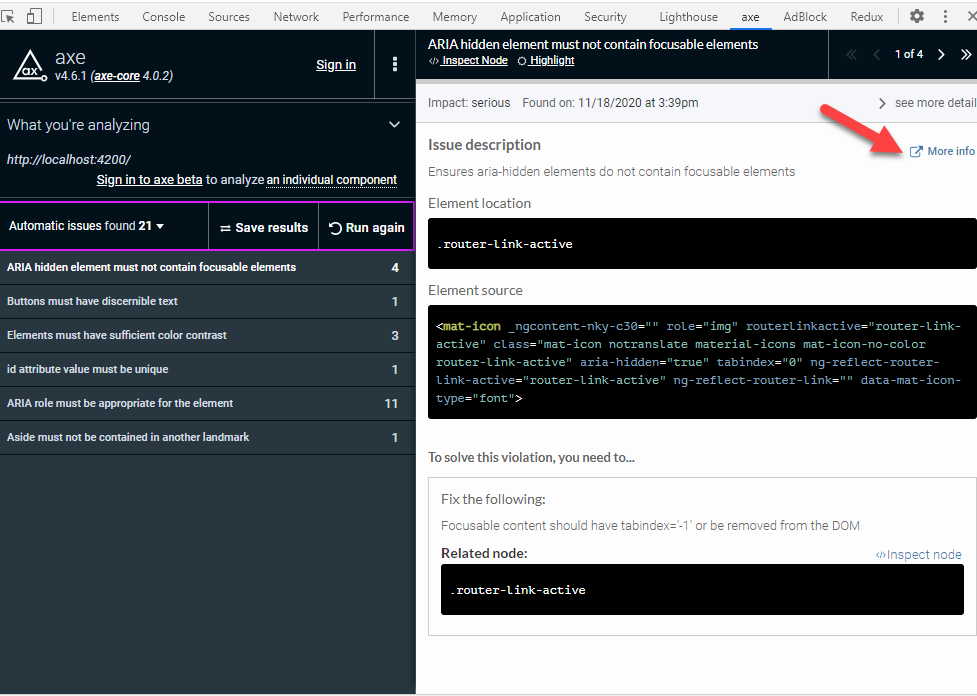 Elements Console Sources Network Performance Memory Application Security Lighthouse axe AdBlock Redux
axe
v4.6.1 (axe-core 4.0.2)
Sign in
What you're analyzing
http://localhost:4200/
Sign in to axe beta to analyze an individual component
Automatic issues found 21
Save results
Run again
ARIA hidden element must not contain focusable elements 4
Buttons must have discernible text 1
Elements must have sufficient color contrast 3
id attribute value must be unique 1
ARIA role must be appropriate for the element 11
Aside must not be contained in another landmark 1
ARIA hidden element must not contain focusable elements
Inspect Node Highlight
1 of 4
Impact: serious Found on: 11/18/2020 at 3:39pm
see more detail
Issue description
More info
Ensures aria-hidden elements do not contain focusable elements
Element location
.router-link-active
Element source
<mat-icon _ngcontent-nky-c30="" role="img" routerlinkactive="router-link-
active" class="mat-icon notranslate material-icons mat-icon-no-color
router-link-active" aria-hidden="true" tabindex="0" ng-reflect-router-
link-active="router-link-active" ng-reflect-router-link="" data-mat-icon-
type="font">
To solve this violation, you need to...
Fix the following:
Focusable content should have tabindex='-1' or be removed from the DOM
Related node:
</>Inspect node
.router-link-active